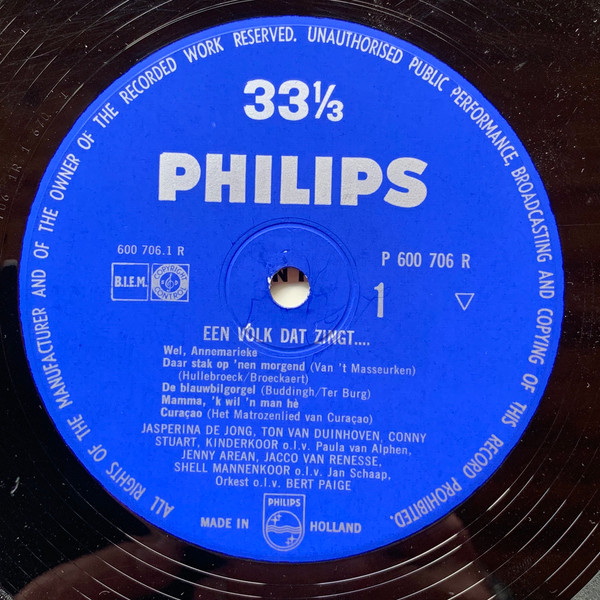 ALL RIGHTS OF THE MANUFACTURER AND OF THE OWNER OF THE RECORDED WORK RESERVED. UNAUTHORISED PUBLIC PERFORMANCE, BROADCASTING AND COPYING OF THIS RECORD PROHIBITED.
33⅓
PHILIPS
600 706.1 R
P 600 706 R
B.I.E.M.
COPYRIGHT CONTROL
1
EEN VOLK DAT ZINGT....
Wel, Annemarieke
Daar stak op 'nen morgend (Van 't Masseurken)
(Hullebroeck/Broeckaert)
De blauwbilgorgel (Buddingh/Ter Burg)
Mamma, 'k wil 'n man hè
Curaçao (Het Matrozenlied van Curaçao)
JASPERINA DE JONG, TON VAN DUINHOVEN, CONNY
STUART, KINDERKOOR o.l.v. Paula van Alphen,
JENNY AREAN, JACCO VAN RENESSE,
SHELL MANNENKOOR o.l.v. Jan Schaap,
Orkest o.l.v. BERT PAIGE
PHILIPS
MADE IN HOLLAND